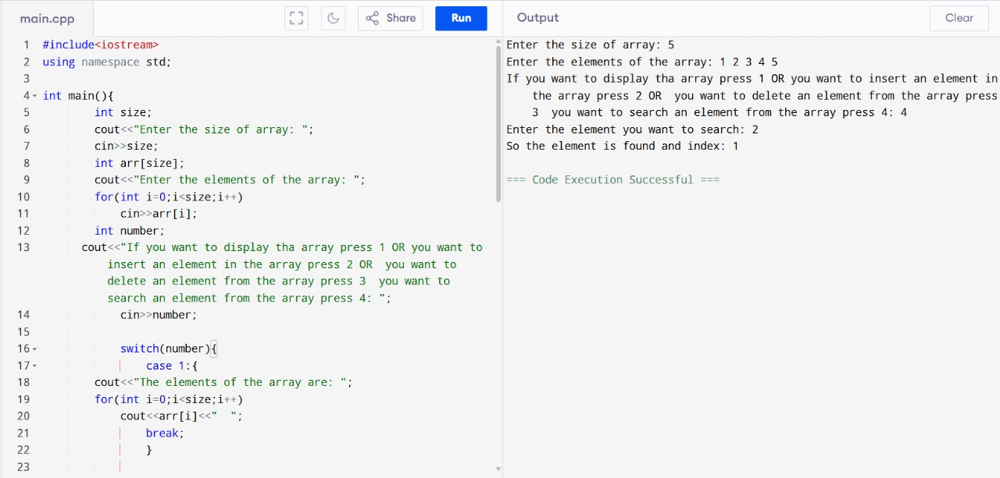 main.cpp
Share
Run
Output
Clear
1 #include<iostream>
2 using namespace std;
3
4 int main(){
5 int size;
6 cout<<"Enter the size of array: ";
7 cin>>size;
8 int arr[size];
9 cout<<"Enter the elements of the array: ";
10 for(int i=0;i<size;i++)
11 cin>>arr[i];
12 int number;
13 cout<<"If you want to display tha array press 1 OR you want to
insert an element in the array press 2 OR  you want to
delete an element from the array press 3  you want to
search an element from the array press 4: ";
14 cin>>number;
15
16 switch(number){
17 case 1:{
18 cout<<"The elements of the array are: ";
19 for(int i=0;i<size;i++)
20 cout<<arr[i]<<"  ";
21 break;
22 }
23
Enter the size of array: 5
Enter the elements of the array: 1 2 3 4 5
If you want to display tha array press 1 OR you want to insert an element in
the array press 2 OR  you want to delete an element from the array press
3  you want to search an element from the array press 4: 4
Enter the element you want to search: 2
So the element is found and index: 1
=== Code Execution Successful ===